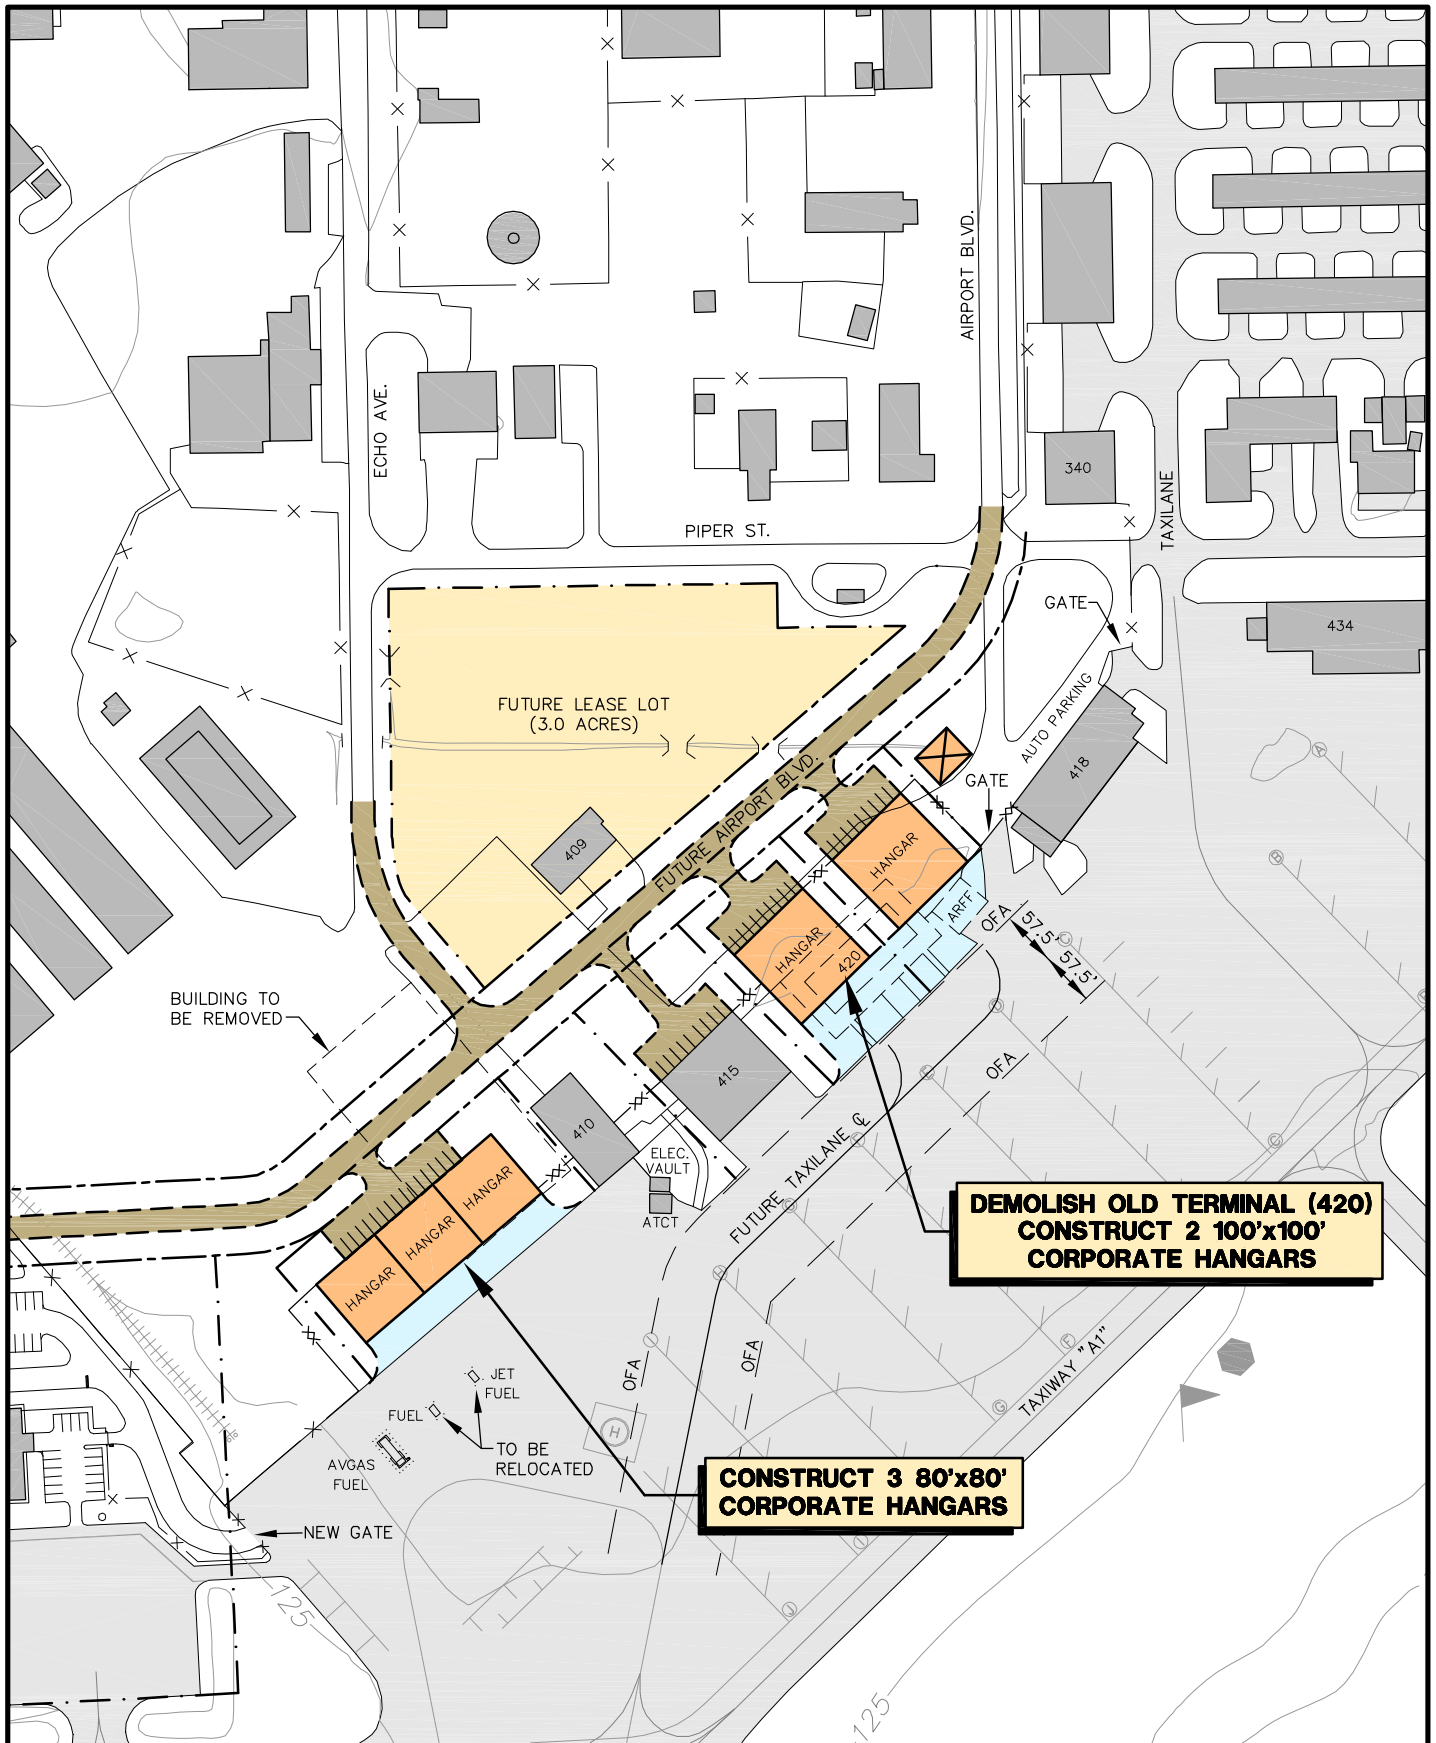 AIRPORT BLVD.
ECHO AVE.
340
TAXILANE
PIPER ST.
GATE
434
FUTURE LEASE LOT
(3.0 ACRES)
AUTO PARKING
418
FUTURE AIRPORT BLVD.
GATE
409
HANGAR
HANGAR
420
ARFF
OFA
57.5'
57.5'
BUILDING TO
BE REMOVED
OFA
415
410
ELEC.
VAULT
ATCT
FUTURE TAXILANE ℄
HANGAR
HANGAR
HANGAR
DEMOLISH OLD TERMINAL (420)
CONSTRUCT 2 100'x100'
CORPORATE HANGARS
OFA
OFA
TAXIWAY "A1"
JET
FUEL
FUEL
AVGAS
FUEL
TO BE
RELOCATED
H
CONSTRUCT 3 80'x80'
CORPORATE HANGARS
NEW GATE
125
125
A
B
C
D
E
F
G
H
I
J